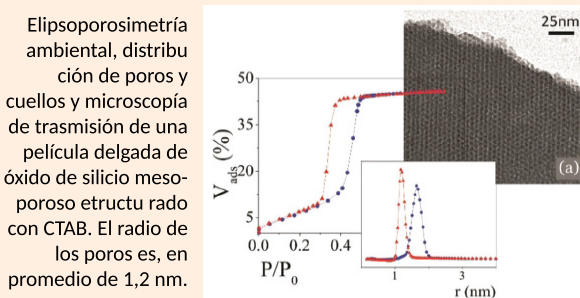 Elipsoporosimetría
ambiental, distribu
ción de poros y
cuellos y microscopía
de trasmisión de una
película delgada de
óxido de silicio meso-
poroso etructu rado
con CTAB. El radio de
los poros es, en
promedio de 1,2 nm.
25nm
(a)
50
35
20
5
V ads (%)
0.0 0.2 0.4
P/P0
1 3
r (nm)